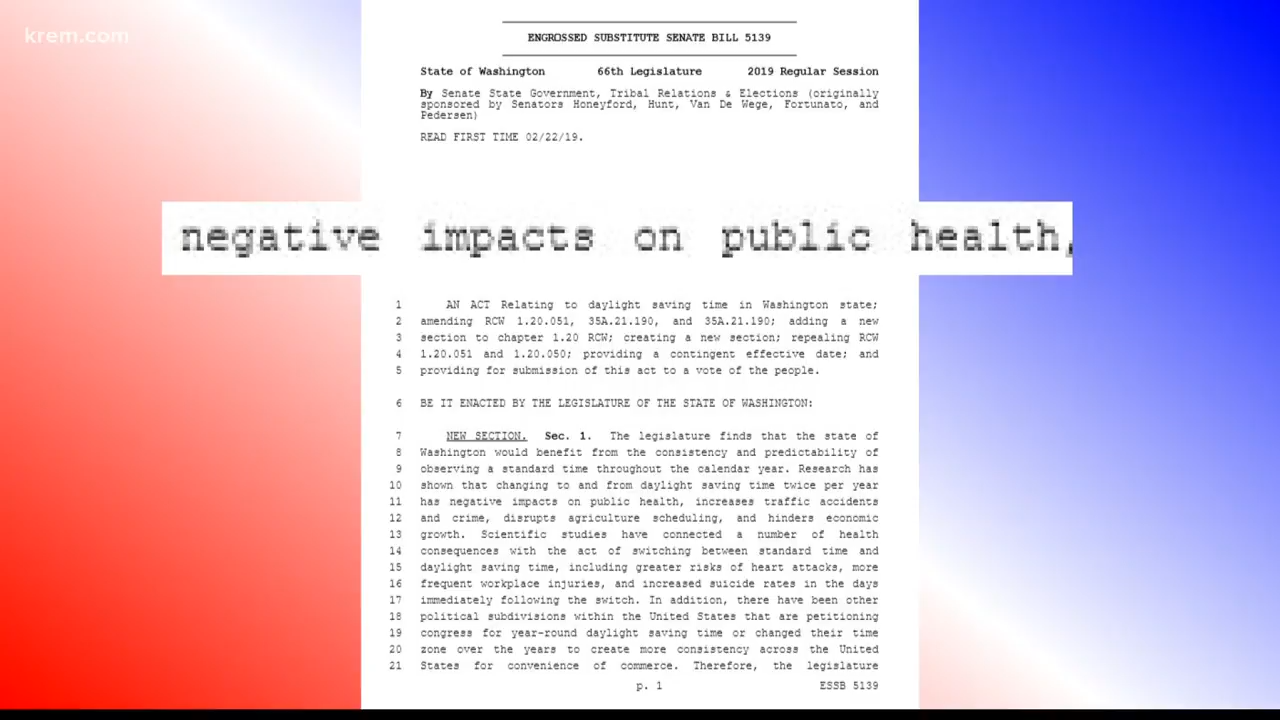 krem.com
ENGROSSED SUBSTITUTE SENATE BILL 5139
State of Washington 66th Legislature 2019 Regular Session
By Senate State Government, Tribal Relations & Elections (originally
sponsored by Senators Honeyford, Hunt, Van De Wege, Fortunato, and
Pedersen)
READ FIRST TIME 02/22/19.
negative impacts on public health,
1 AN ACT Relating to daylight saving time in Washington state;
2 amending RCW 1.20.051, 35A.21.190, and 35A.21.190; adding a new
3 section to chapter 1.20 RCW; creating a new section; repealing RCW
4 1.20.051 and 1.20.050; providing a contingent effective date; and
5 providing for submission of this act to a vote of the people.
6 BE IT ENACTED BY THE LEGISLATURE OF THE STATE OF WASHINGTON:
7 NEW SECTION. Sec. 1. The legislature finds that the state of
8 Washington would benefit from the consistency and predictability of
9 observing a standard time throughout the calendar year. Research has
10 shown that changing to and from daylight saving time twice per year
11 has negative impacts on public health, increases traffic accidents
12 and crime, disrupts agriculture scheduling, and hinders economic
13 growth. Scientific studies have connected a number of health
14 consequences with the act of switching between standard time and
15 daylight saving time, including greater risks of heart attacks, more
16 frequent workplace injuries, and increased suicide rates in the days
17 immediately following the switch. In addition, there have been other
18 political subdivisions within the United States that are petitioning
19 congress for year-round daylight saving time or changed their time
20 zone over the years to create more consistency across the United
21 States for convenience of commerce. Therefore, the legislature
p. 1 ESSB 5139